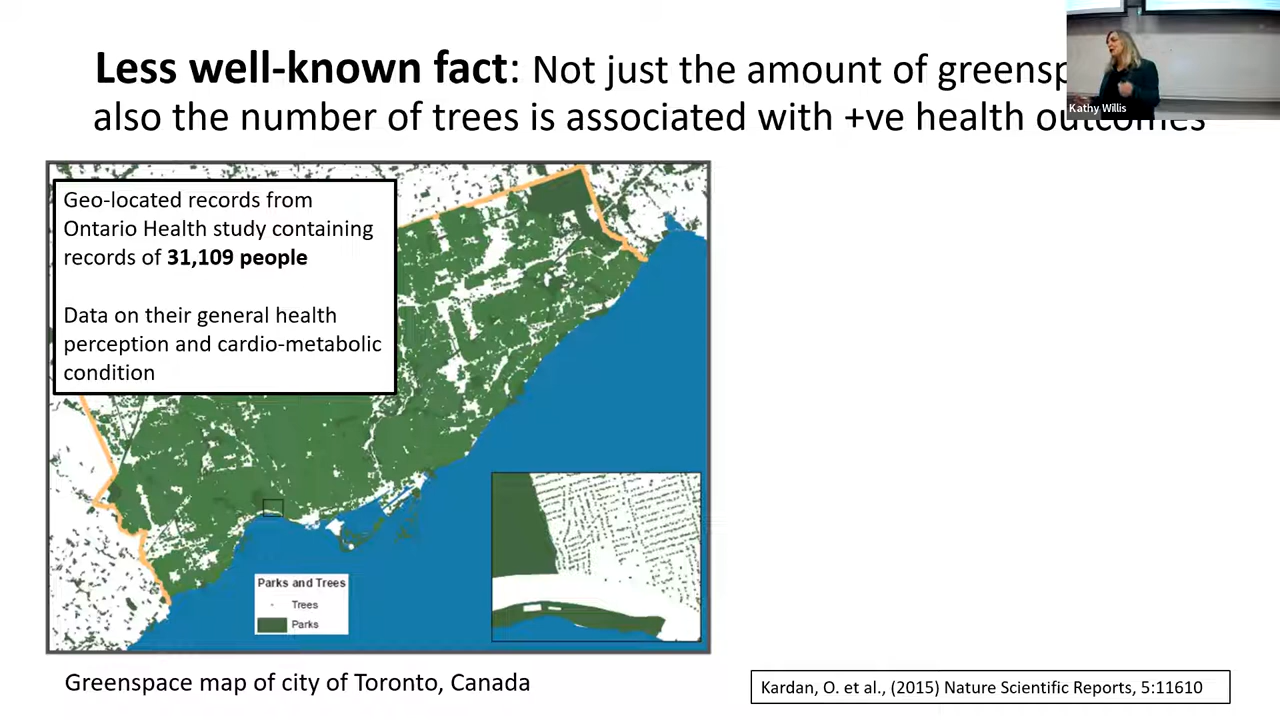 Less well-known fact: Not just the amount of
also the number of trees is associated with +ve health outcomes
Kathy Willis
Geo-located records from
Ontario Health study containing
records of 31,109 people
Data on their general health
perception and cardio-metabolic
condition
Parks and Trees
Trees
Parks
Greenspace map of city of Toronto, Canada
Kardan, O. et al., (2015) Nature Scientific Reports, 5:11610